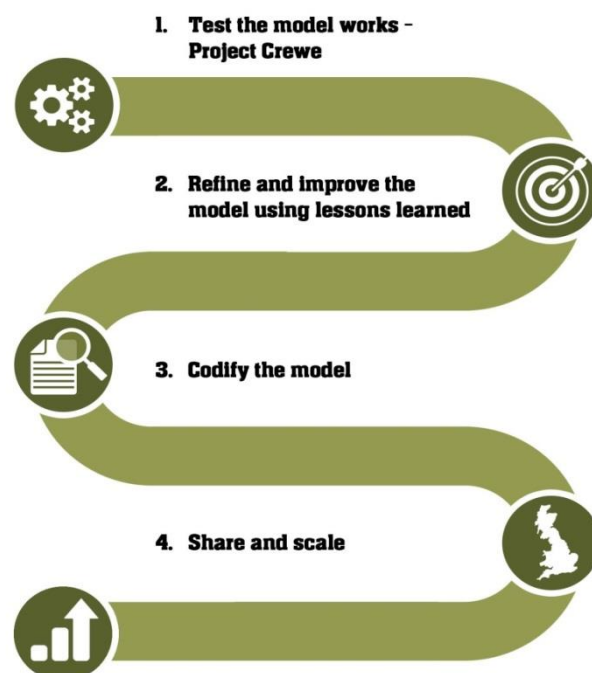 1. Test the model works –
Project Crewe
2. Refine and improve the
model using lessons learned
3. Codify the model
4. Share and scale